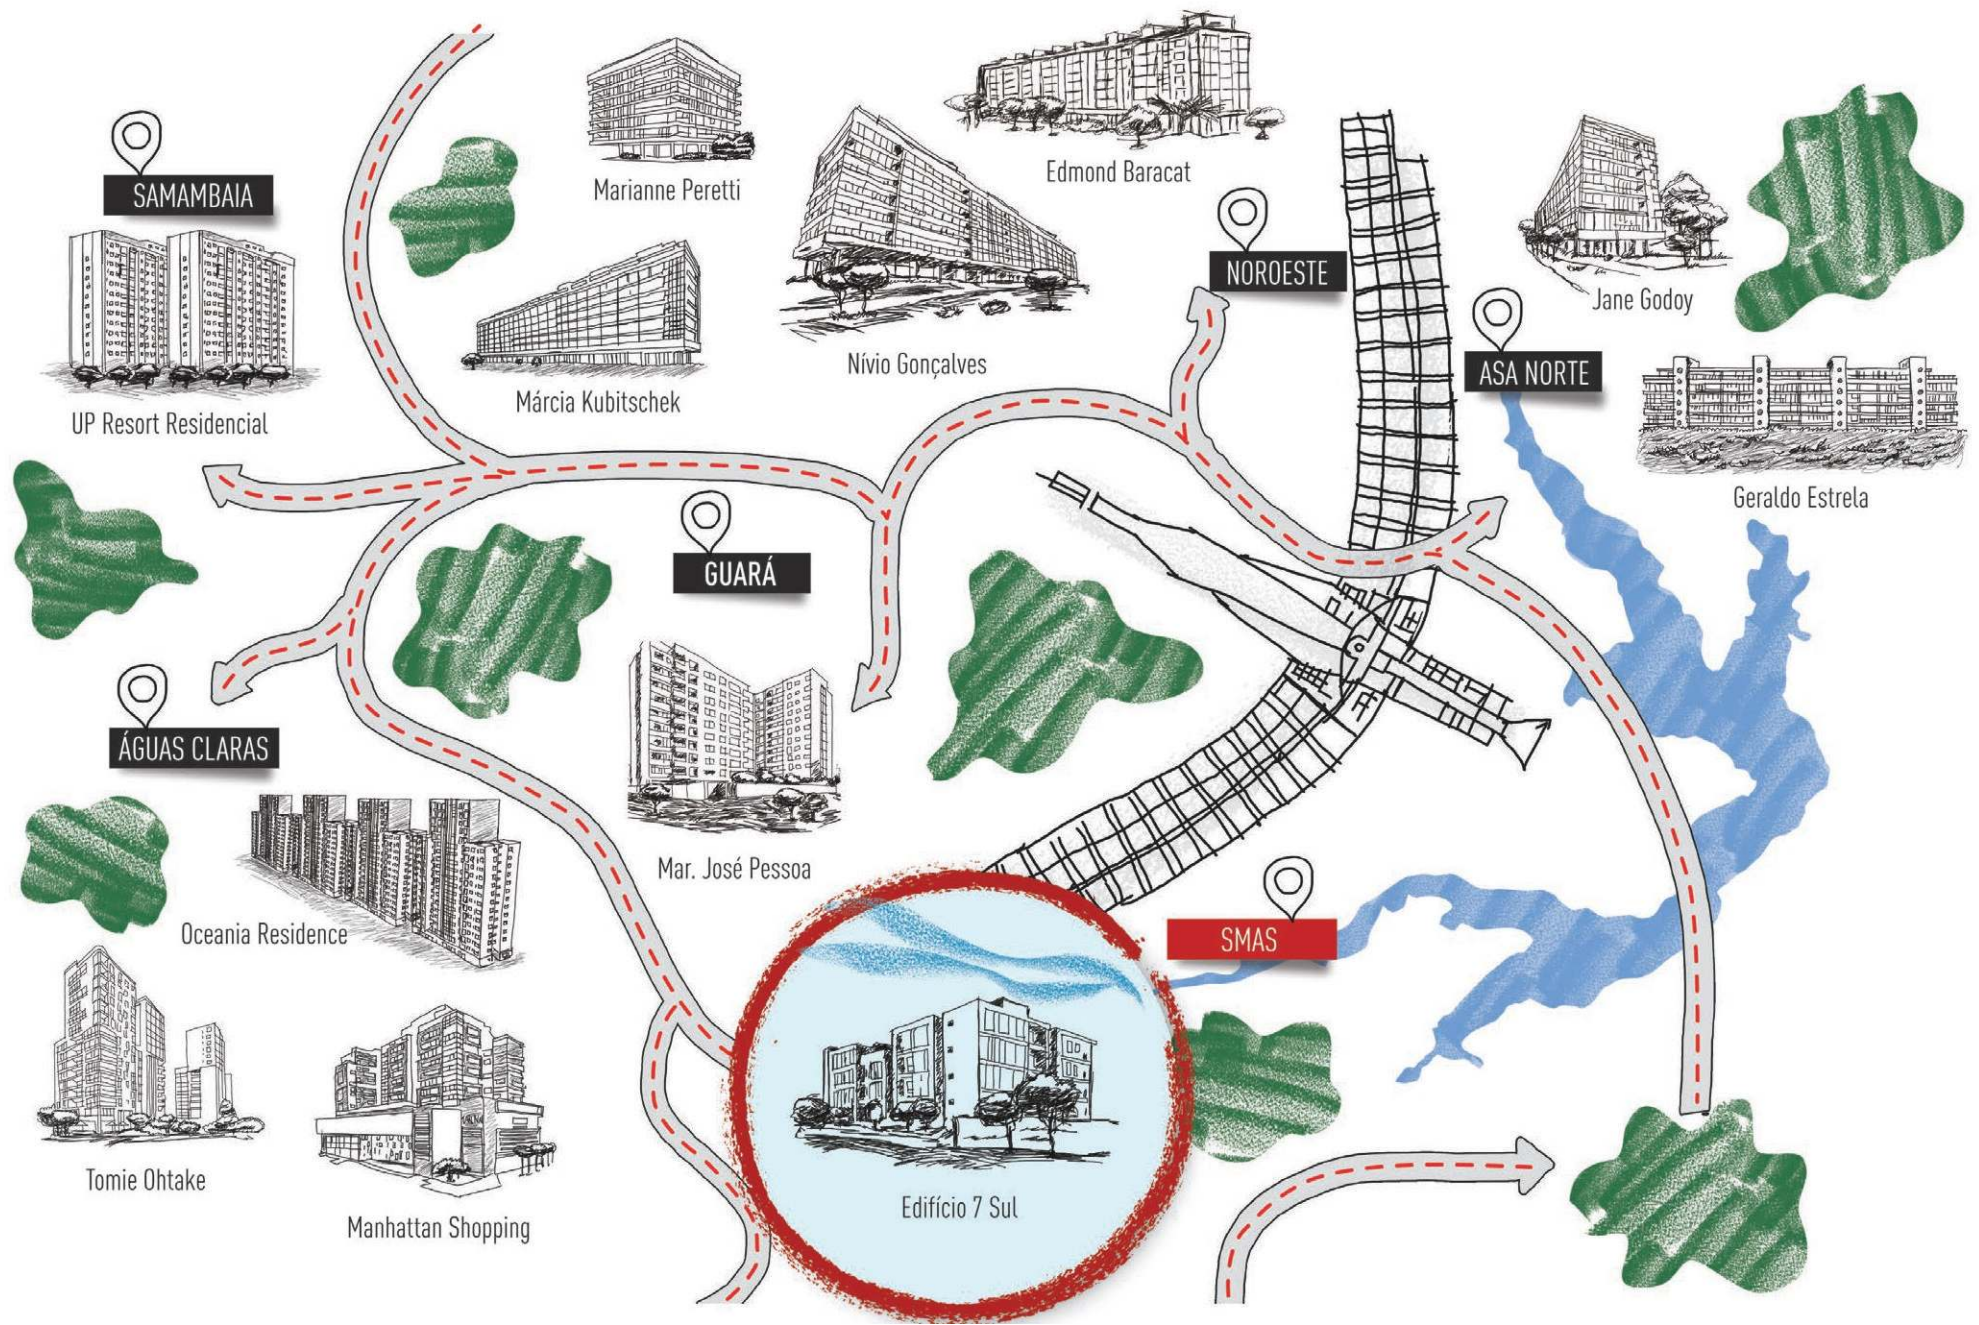 Edmond Baracat
Marianne Peretti
SAMAMBAIA
NOROESTE
Jane Godoy
Nívio Gonçalves
ASA NORTE
Márcia Kubitschek
UP Resort Residencial
Geraldo Estrela
GUARÁ
ÁGUAS CLARAS
Mar. José Pessoa
Oceania Residence
SMAS
Tomie Ohtake
Edifício 7 Sul
Manhattan Shopping